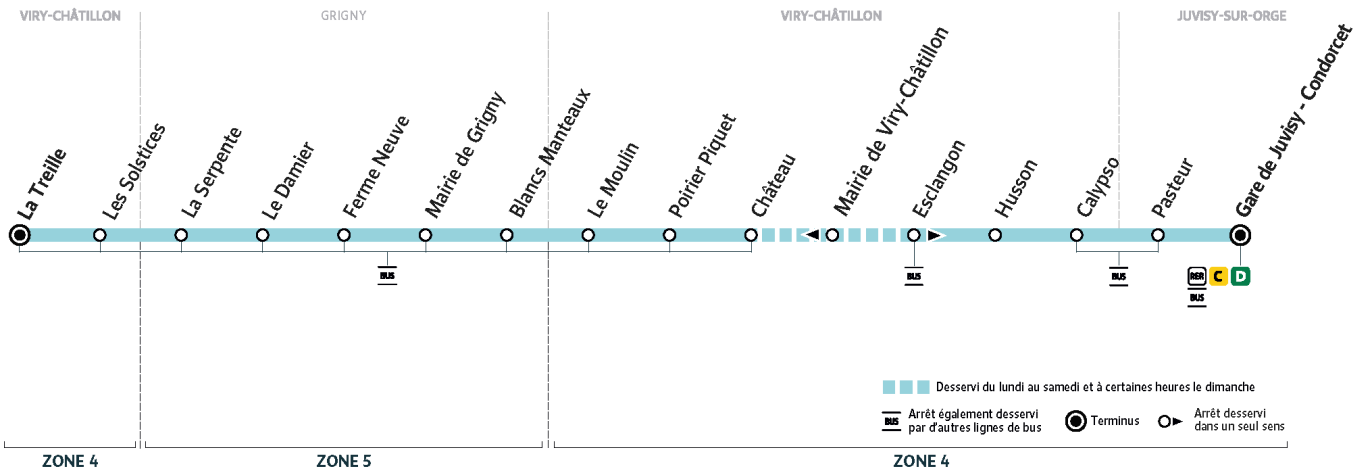 VIRY-CHÂTILLON
GRIGNY
VIRY-CHÂTILLON
JUVISY-SUR-ORGE
La Treille
Les Solstices
La Serpente
Le Damier
Ferme Neuve
Mairie de Grigny
Blancs Manteaux
Le Moulin
Poirier Piquet
Château
Mairie de Viry-Châtillon
Esclangon
Husson
Calypso
Pasteur
Gare de Juvisy - Condorcet
BUS
BUS
BUS
RER C D
BUS
Desservi du lundi au samedi et à certaines heures le dimanche
BUS
Arrêt également desservi
par d'autres lignes de bus
Terminus
Arrêt desservi
dans un seul sens
ZONE 4
ZONE 5
ZONE 4